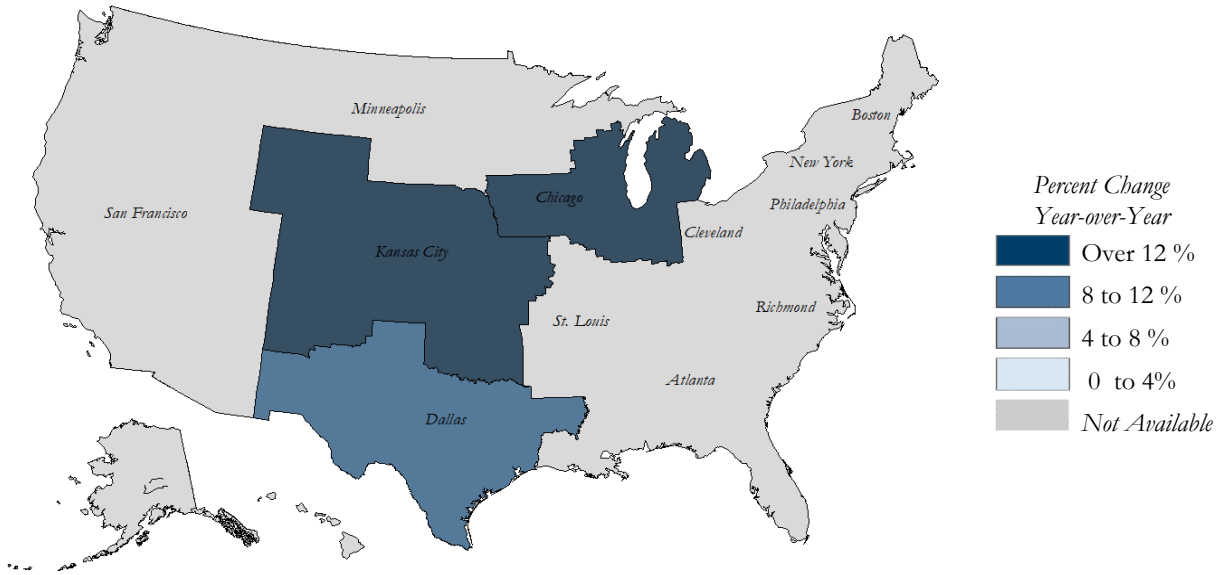 Minneapolis
Boston
New York
San Francisco
Chicago
Philadelphia
Cleveland
Kansas City
Richmond
St. Louis
Atlanta
Dallas
Percent Change
Year-over-Year
Over 12 %
8 to 12 %
4 to 8 %
0 to 4%
Not Available